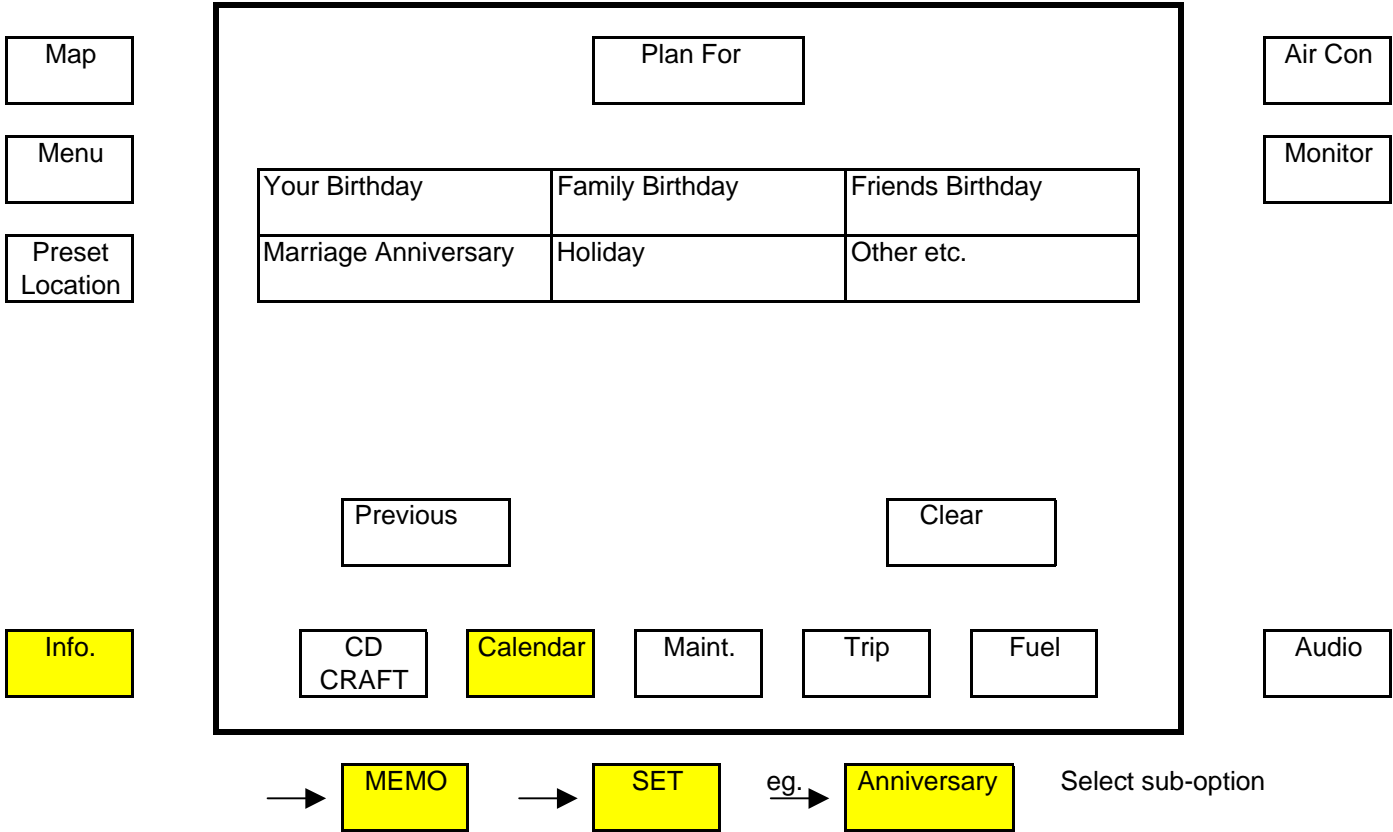 Map
Plan For
Air Con
Menu
Monitor
Your Birthday Family Birthday Friends Birthday
Preset
Location
Marriage Anniversary Holiday Other etc.
Previous Clear
Info.
CD
CRAFT
Calendar
Maint.
Trip
Fuel
Audio
MEMO
SET
eg.
Anniversary
Select sub-option